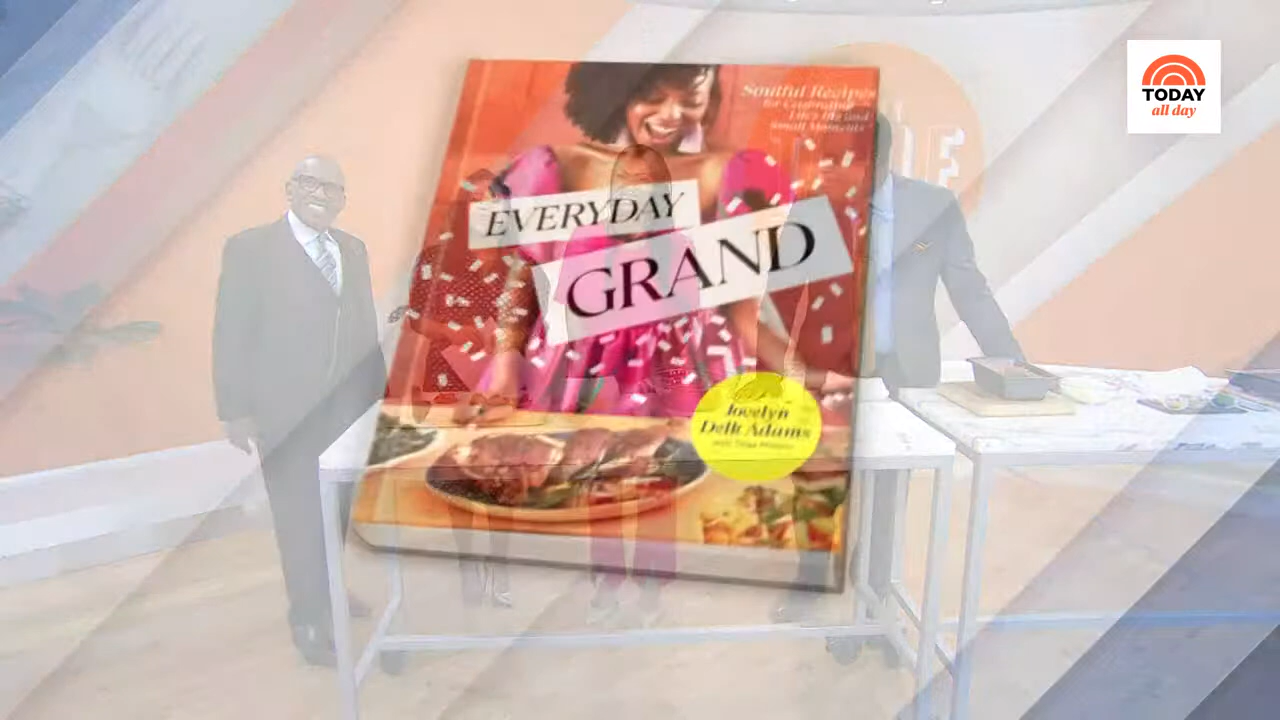 Soulful Recipes
for Celebrating
Life's Big and
Small Moments
TODAY
all day
EVERYDAY
GRAND
Jocelyn
Delk Adams